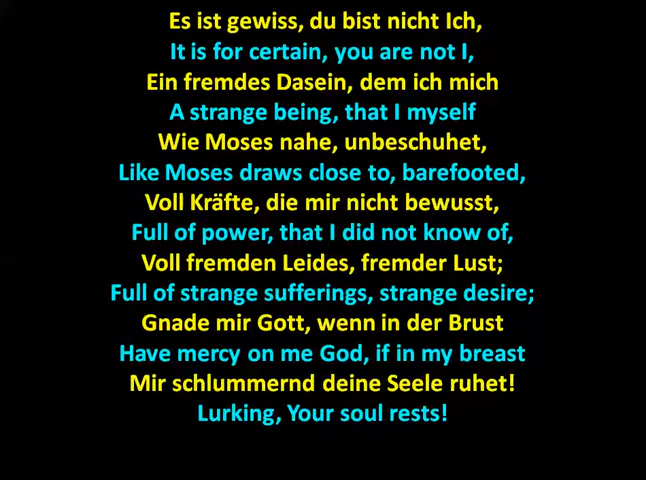 Es ist gewiss, du bist nicht Ich,
It is for certain, you are not I,
Ein fremdes Dasein, dem ich mich
A strange being, that I myself
Wie Moses nahe, unbeschuhet,
Like Moses draws close to, barefooted,
Voll Kräfte, die mir nicht bewusst,
Full of power, that I did not know of,
Voll fremden Leides, fremder Lust;
Full of strange sufferings, strange desire;
Gnade mir Gott, wenn in der Brust
Have mercy on me God, if in my breast
Mir schlummernd deine Seele ruhet!
Lurking, Your soul rests!